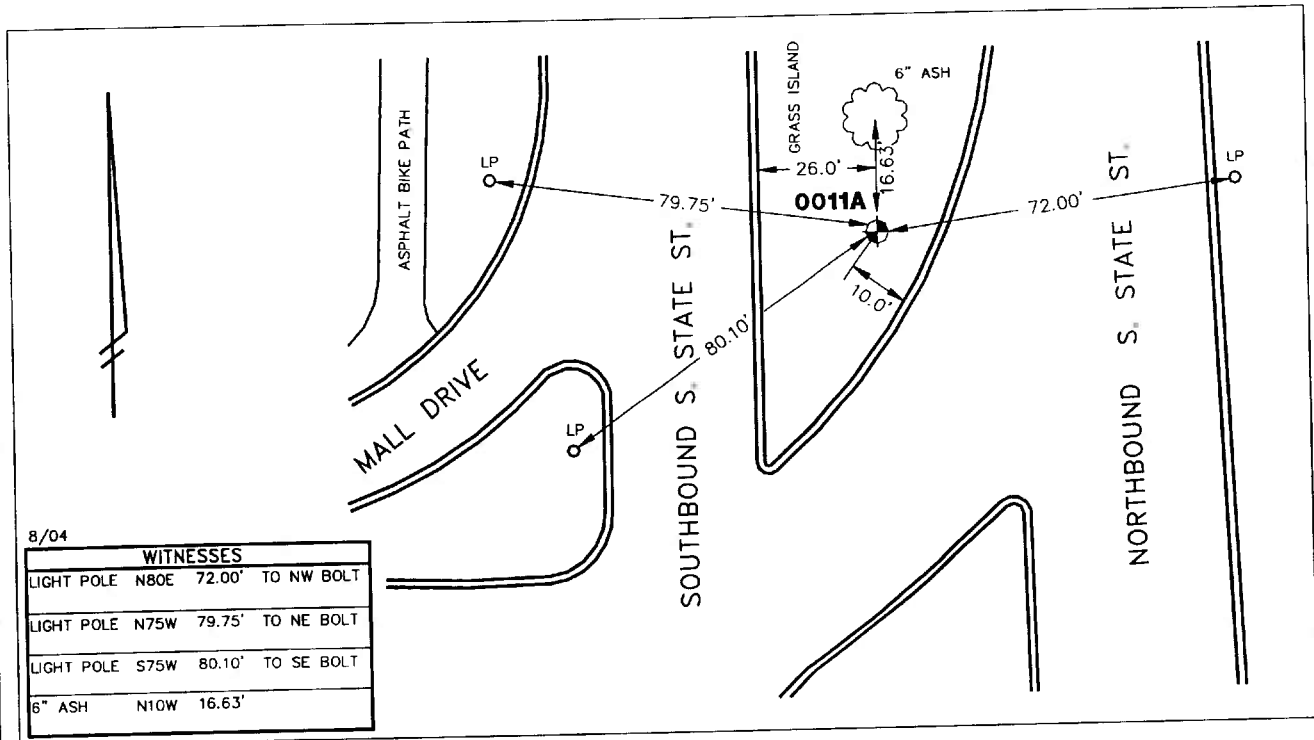 GRASS ISLAND
6" ASH
ASPHALT BIKE PATH
LP
LP
26.0'
16.63'
0011A
79.75'
72.00'
10.0'
80.10'
SOUTHBOUND S. STATE ST.
NORTHBOUND S. STATE ST.
MALL DRIVE
LP
8/04
WITNESSES
LIGHT POLE N80E 72.00' TO NW BOLT
LIGHT POLE N75W 79.75' TO NE BOLT
LIGHT POLE S75W 80.10' TO SE BOLT
6" ASH N10W 16.63'